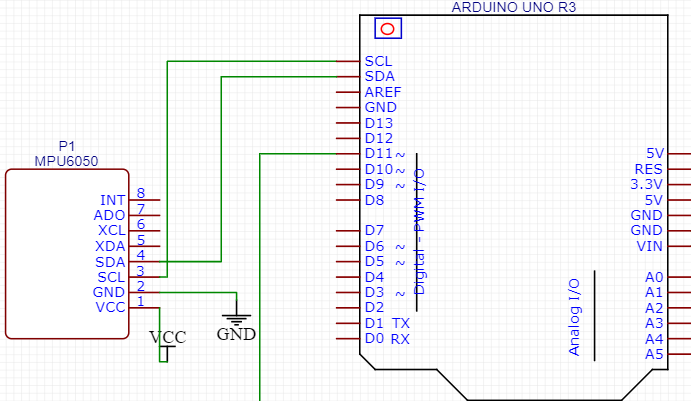 ARDUINO UNO R3
SCL
SDA
AREF
GND
D13
D12
D11 ~
D10 ~
D9 ~
D8
D7
D6 ~
D5 ~
D4
D3 ~
D2
D1 TX
D0 RX
Digital - PWM I/O
5V
RES
3.3V
5V
GND
GND
VIN
A0
A1
A2
A3
A4
A5
Analog I/O
P1
MPU6050
INT 8
ADO 7
XCL 6
XDA 5
SDA 4
SCL 3
GND 2
VCC 1
VCC
GND